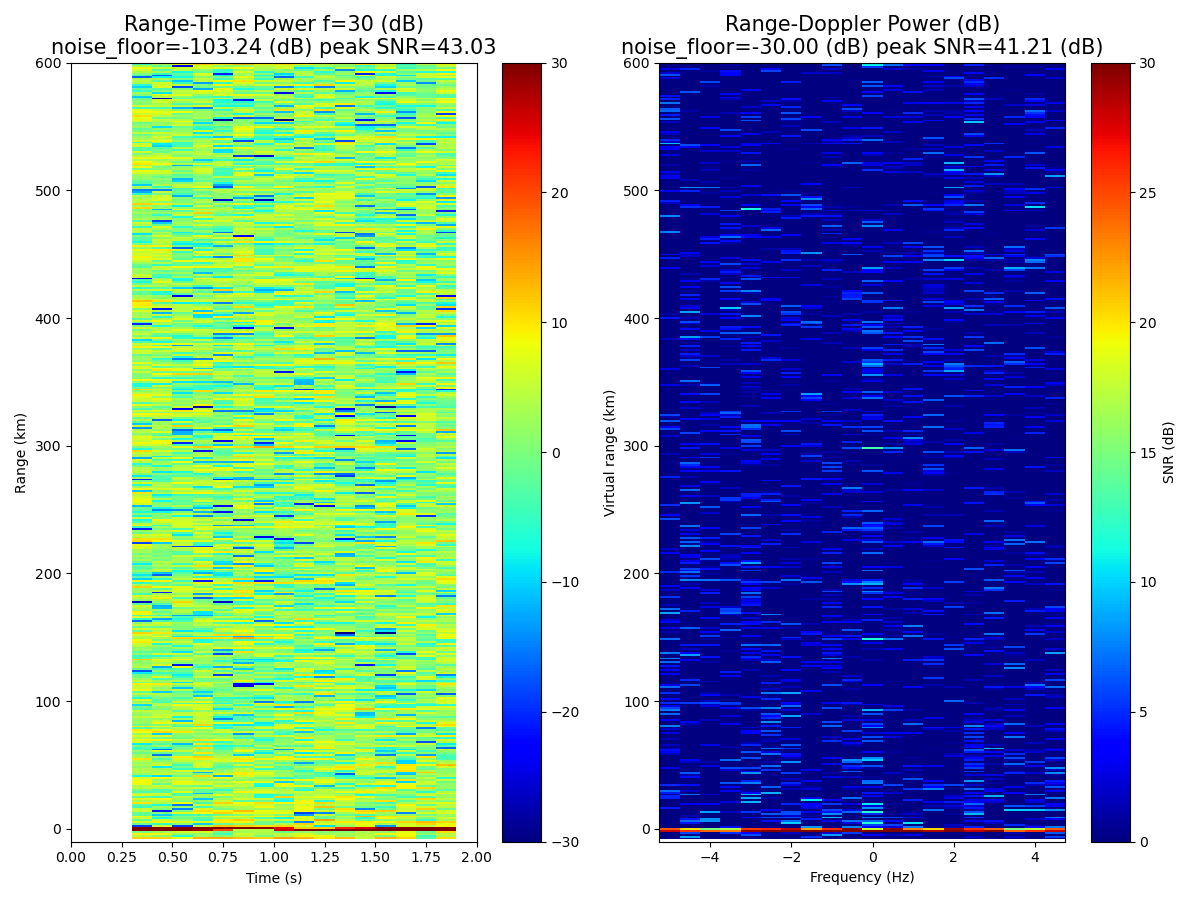 Range-Time Power f=30 (dB)
noise_floor=-103.24 (dB) peak SNR=43.03
Range-Doppler Power (dB)
noise_floor=-30.00 (dB) peak SNR=41.21 (dB)
600
500
400
300
200
100
0
Range (km)
0.00 0.25 0.50 0.75 1.00 1.25 1.50 1.75 2.00
Time (s)
30
20
10
0
−10
−20
−30
600
500
400
300
200
100
0
Virtual range (km)
−4 −2 0 2 4
Frequency (Hz)
30
25
20
15
10
5
0
SNR (dB)